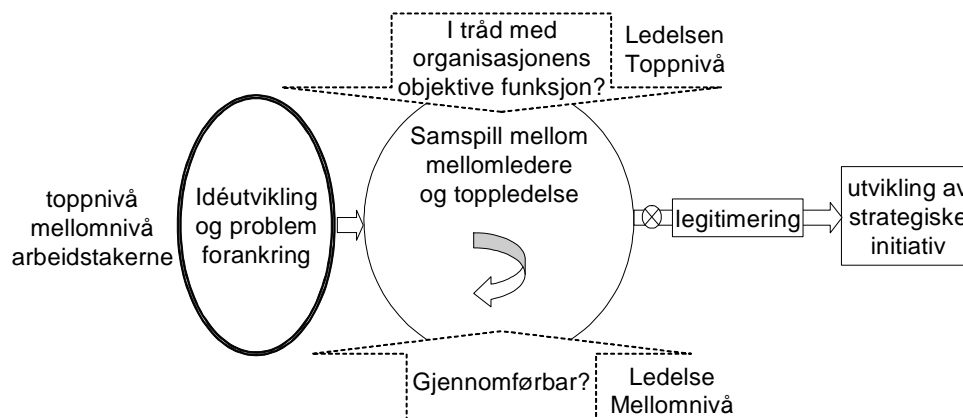 I tråd med
organisasjonens
objektive funksjon?
Ledelsen
Toppnivå
toppnivå
mellomnivå
arbeidstakerne
Idéutvikling
og problem
forankring
Samspill mellom
mellomledere
og toppledelse
legitimering
utvikling av
strategiske
initiativ
Gjennomførbar?
Ledelse
Mellomnivå